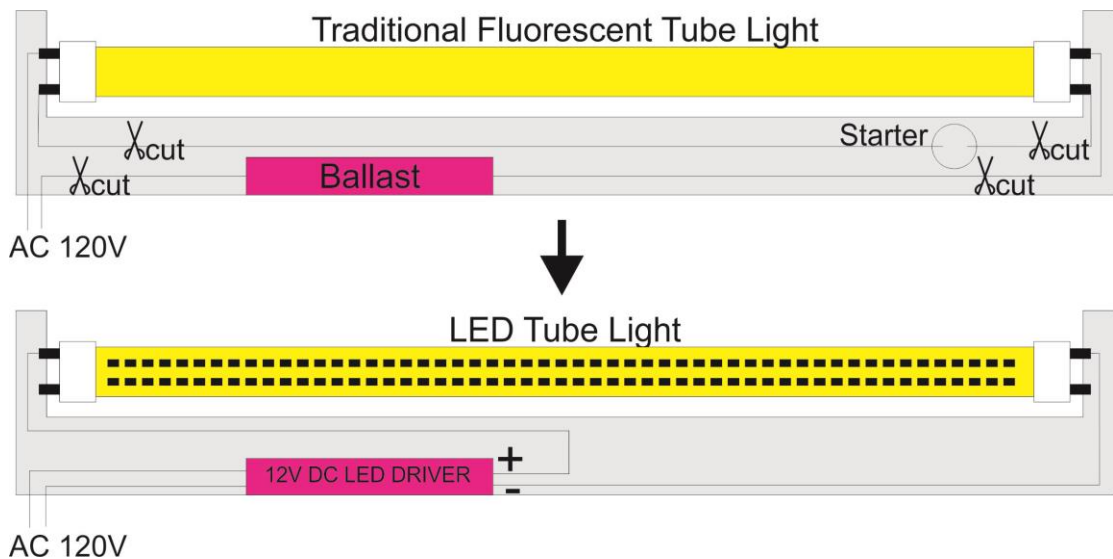 Traditional Fluorescent Tube Light
Starter
cut
cut
cut
Ballast
cut
AC 120V
LED Tube Light
12V DC LED DRIVER
+
-
AC 120V